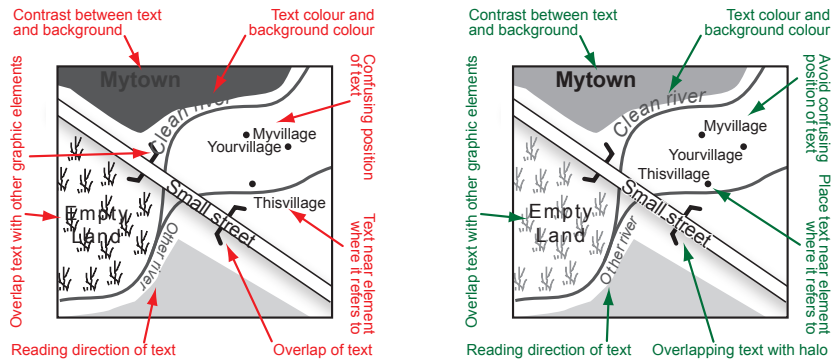 Contrast between text
and background
Text colour and
background colour
Overlap text with other graphic elements
Mytown
Clean river
Myvillage
Yourvillage
Thisvillage
Small street
Empty
Land
Other river
Confusing position
of text
Text near element
where it refers to
Reading direction of text
Overlap of text
Contrast between text
and background
Text colour and
background colour
Overlap text with other graphic elements
Mytown
Clean river
Myvillage
Yourvillage
Thisvillage
Small street
Empty
Land
Other river
Avoid confusing
position of text
Place text near element
where it refers to
Reading direction of text
Overlapping text with halo